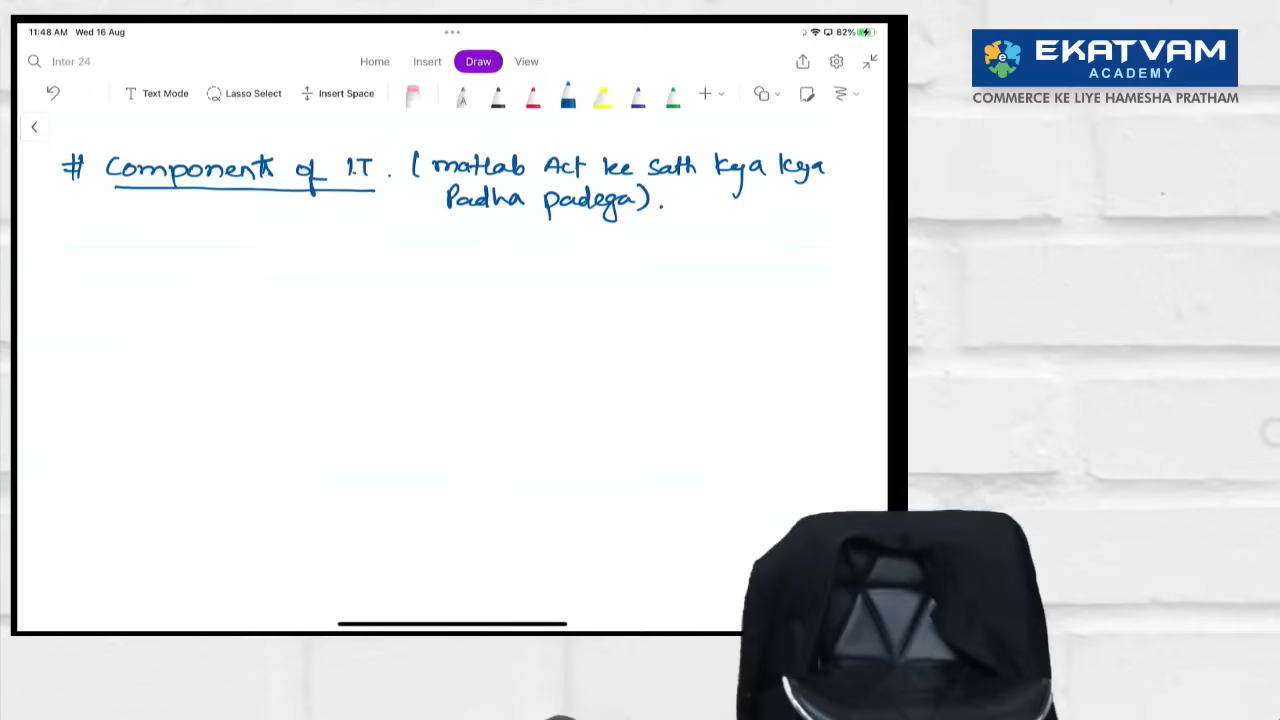 11:48 AM Wed 16 Aug
82%
Inter 24
Home Insert Draw View
Text Mode Lasso Select Insert Space
# Components of I.T. (matlab Act ke sath kya kya
Padha padega).
EKATVAM
ACADEMY
COMMERCE KE LIYE HAMESHA PRATHAM